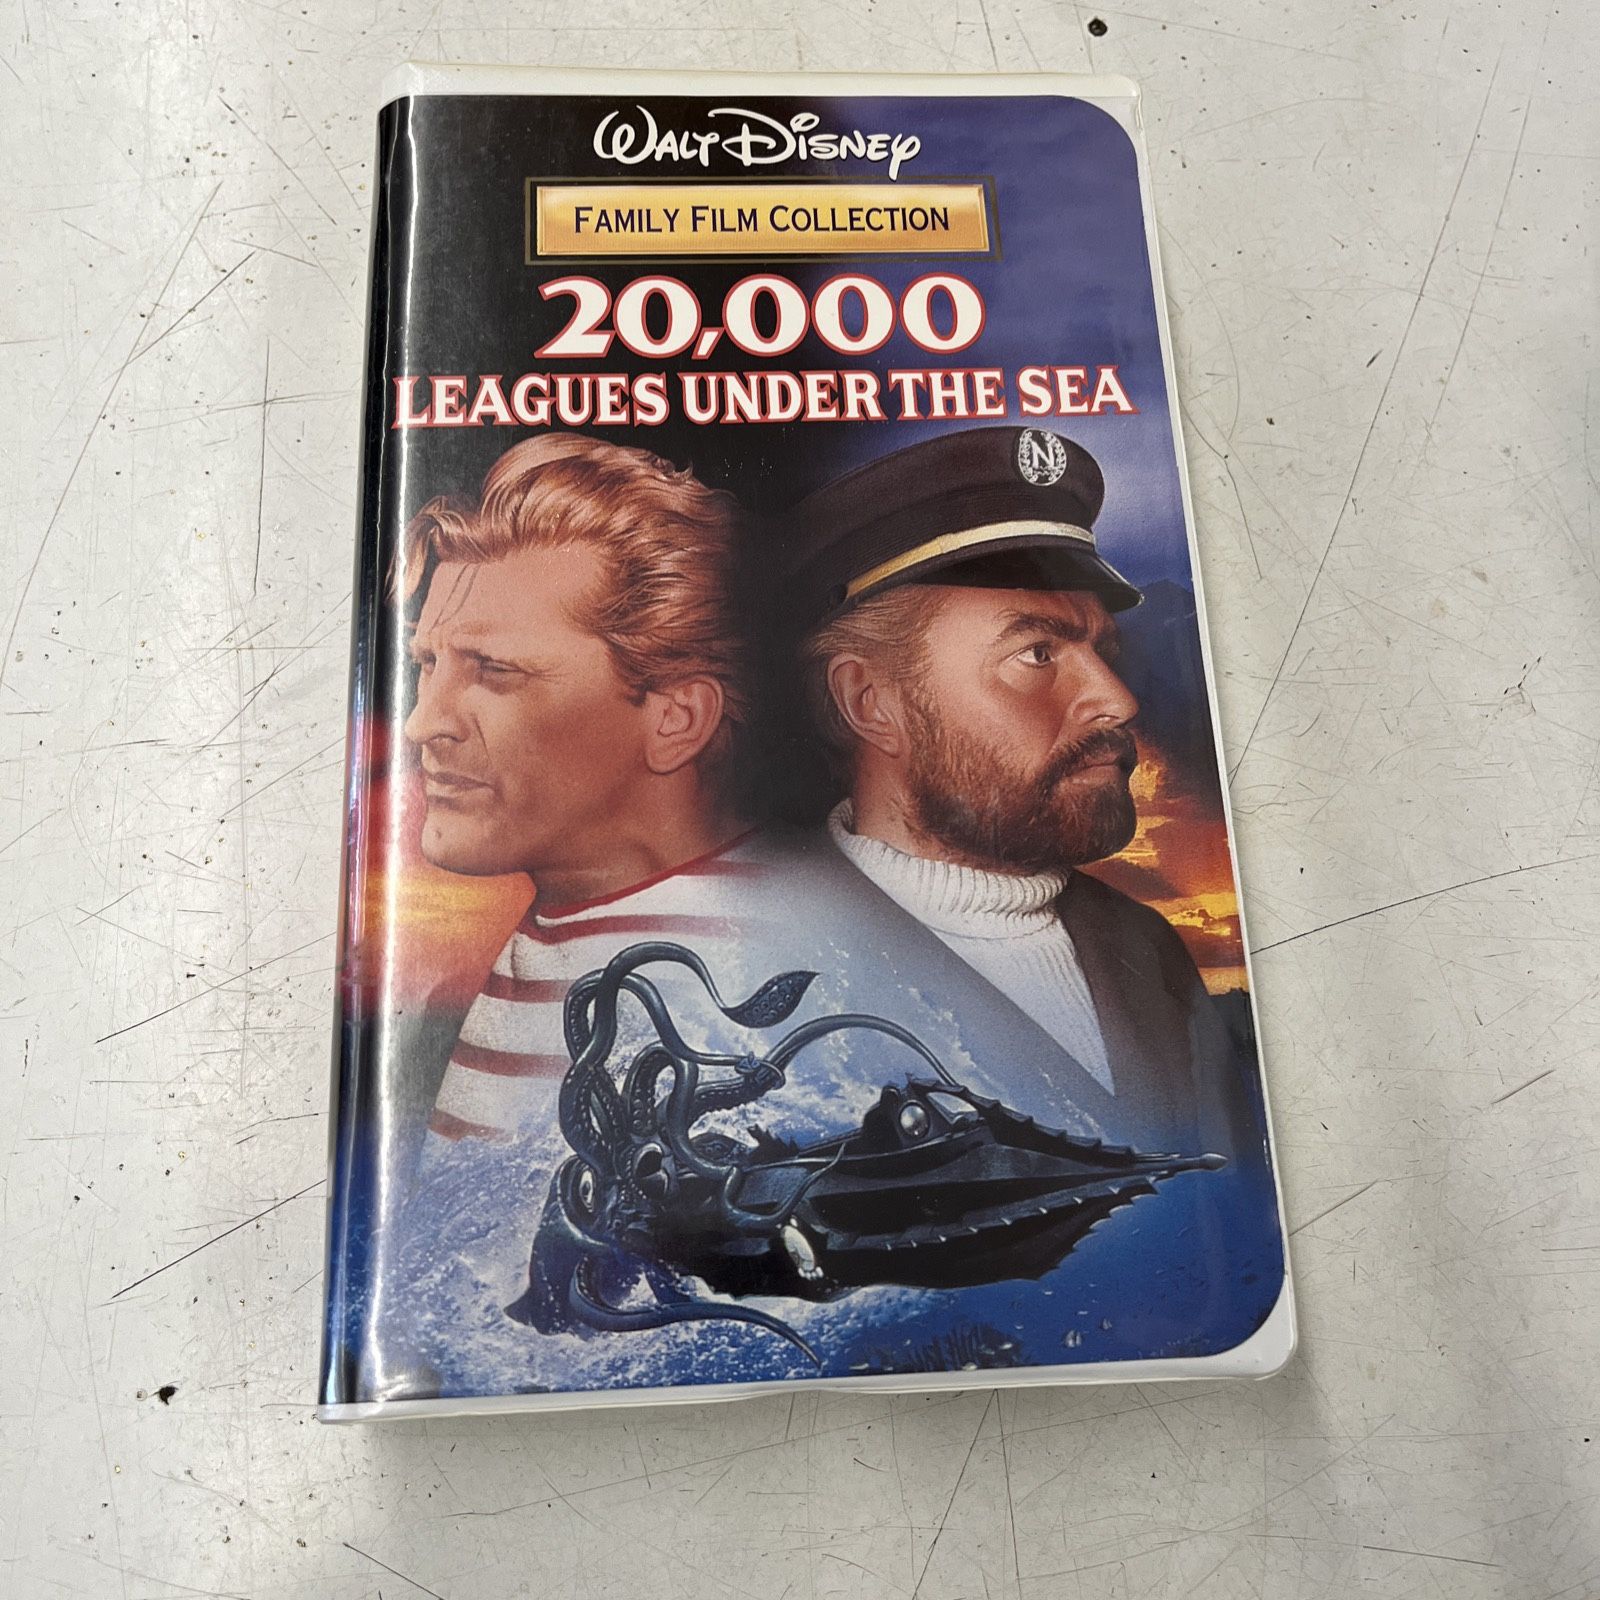 WALT DISNEY
FAMILY FILM COLLECTION
20,000
LEAGUES UNDER THE SEA
N